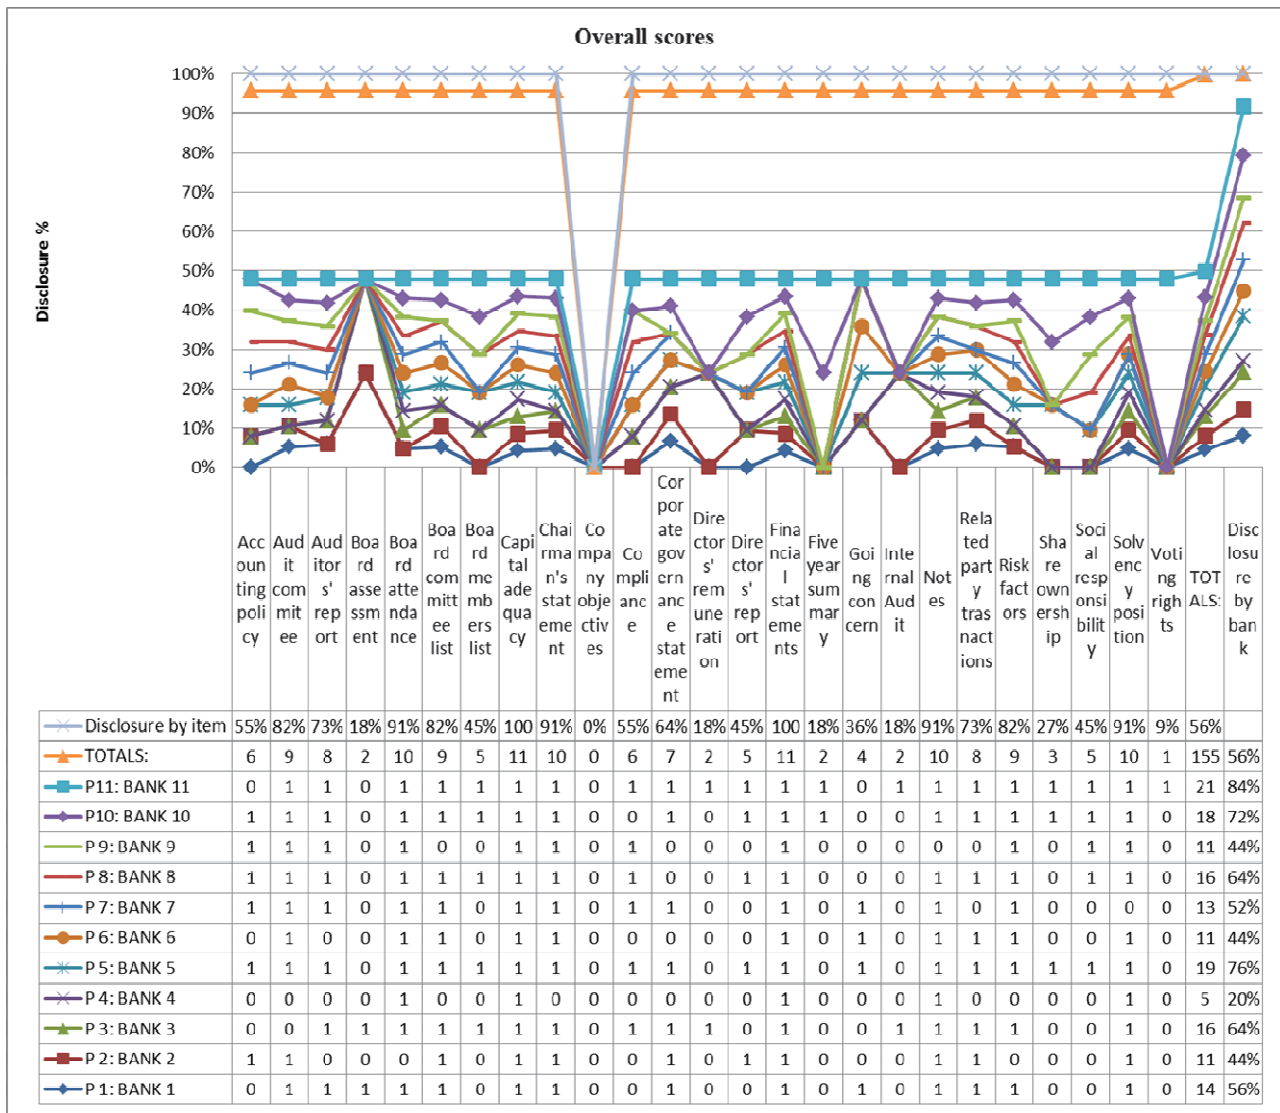 Overall scores
Disclosure %
100%
90%
80%
70%
60%
50%
40%
30%
20%
10%
0%
Accounting policy
Audit commitee
Auditors' report
Board assessment
Board attendance
Board committee list
Board members list
Capital adequacy
Chairman's statement
Company objectives
Compliance
Corporate governance statement
Directors' remuneration
Directors' report
Financial statements
Five year summary
Going concern
Internal Audit
Notes
Related party trasnactions
Risk factors
Share ownership
Social responsibility
Solvency position
Voting rights
TOTALS:
Disclosure by bank
Disclosure by item 55% 82% 73% 18% 91% 82% 45% 100 91% 0% 55% 64% 18% 45% 100 18% 36% 18% 91% 73% 82% 27% 45% 91% 9% 56%
TOTALS: 6 9 8 2 10 9 5 11 10 0 6 7 2 5 11 2 4 2 10 8 9 3 5 10 1 155 56%
P11: BANK 11 0 1 1 0 1 1 1 1 1 0 1 1 1 1 1 1 0 1 1 1 1 1 1 1 1 21 84%
P10: BANK 10 1 1 1 0 1 1 1 1 1 0 0 1 0 1 1 1 0 0 1 1 1 1 1 1 0 18 72%
P 9: BANK 9 1 1 1 0 1 0 0 1 1 0 1 0 0 0 1 0 0 0 0 0 1 0 1 1 0 11 44%
P 8: BANK 8 1 1 1 0 1 1 1 1 1 0 1 0 0 1 1 0 0 0 1 1 1 0 1 1 0 16 64%
P 7: BANK 7 1 1 1 0 1 1 0 1 1 0 1 1 0 0 1 0 1 0 1 0 1 0 0 0 0 13 52%
P 6: BANK 6 0 1 0 0 1 1 0 1 1 0 0 0 0 0 1 0 1 0 1 1 1 0 0 1 0 11 44%
P 5: BANK 5 1 1 1 0 1 1 1 1 1 0 1 1 0 1 1 0 1 0 1 1 1 1 1 1 0 19 76%
P 4: BANK 4 0 0 0 0 1 0 0 1 0 0 0 0 0 0 1 0 0 0 1 0 0 0 0 1 0 5 20%
P 3: BANK 3 0 0 1 1 1 1 1 1 1 0 1 1 1 0 1 0 0 1 1 1 1 0 0 1 0 16 64%
P 2: BANK 2 1 1 0 0 0 1 0 1 1 0 0 1 0 1 1 0 0 0 1 1 0 0 0 1 0 11 44%
P 1: BANK 1 0 1 1 1 1 1 0 1 1 0 0 1 0 0 1 0 1 0 1 1 1 0 0 1 0 14 56%